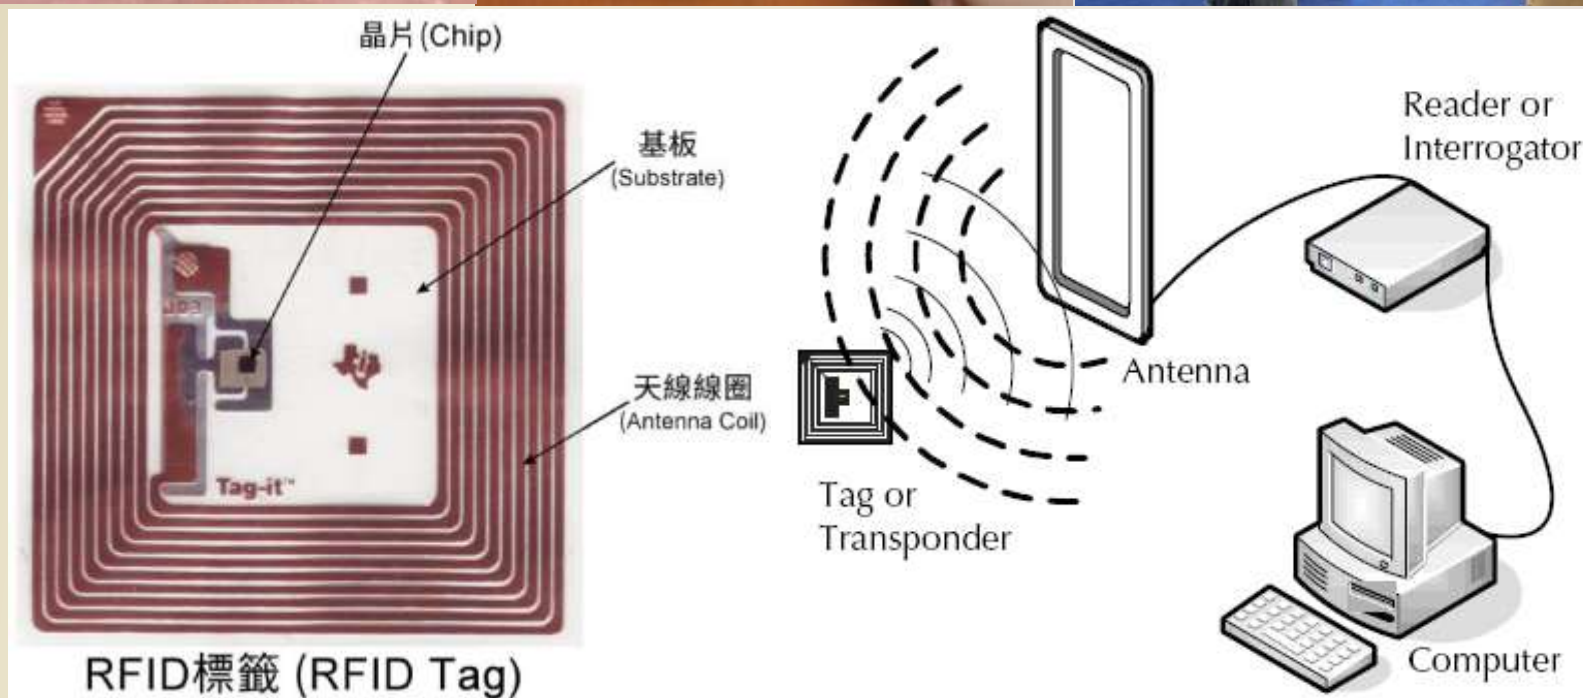 晶片(Chip)
基板
(Substrate)
天線線圈
(Antenna Coil)
Tag-it™
RFID標籤 (RFID Tag)
Reader or
Interrogator
Antenna
Tag or
Transponder
Computer